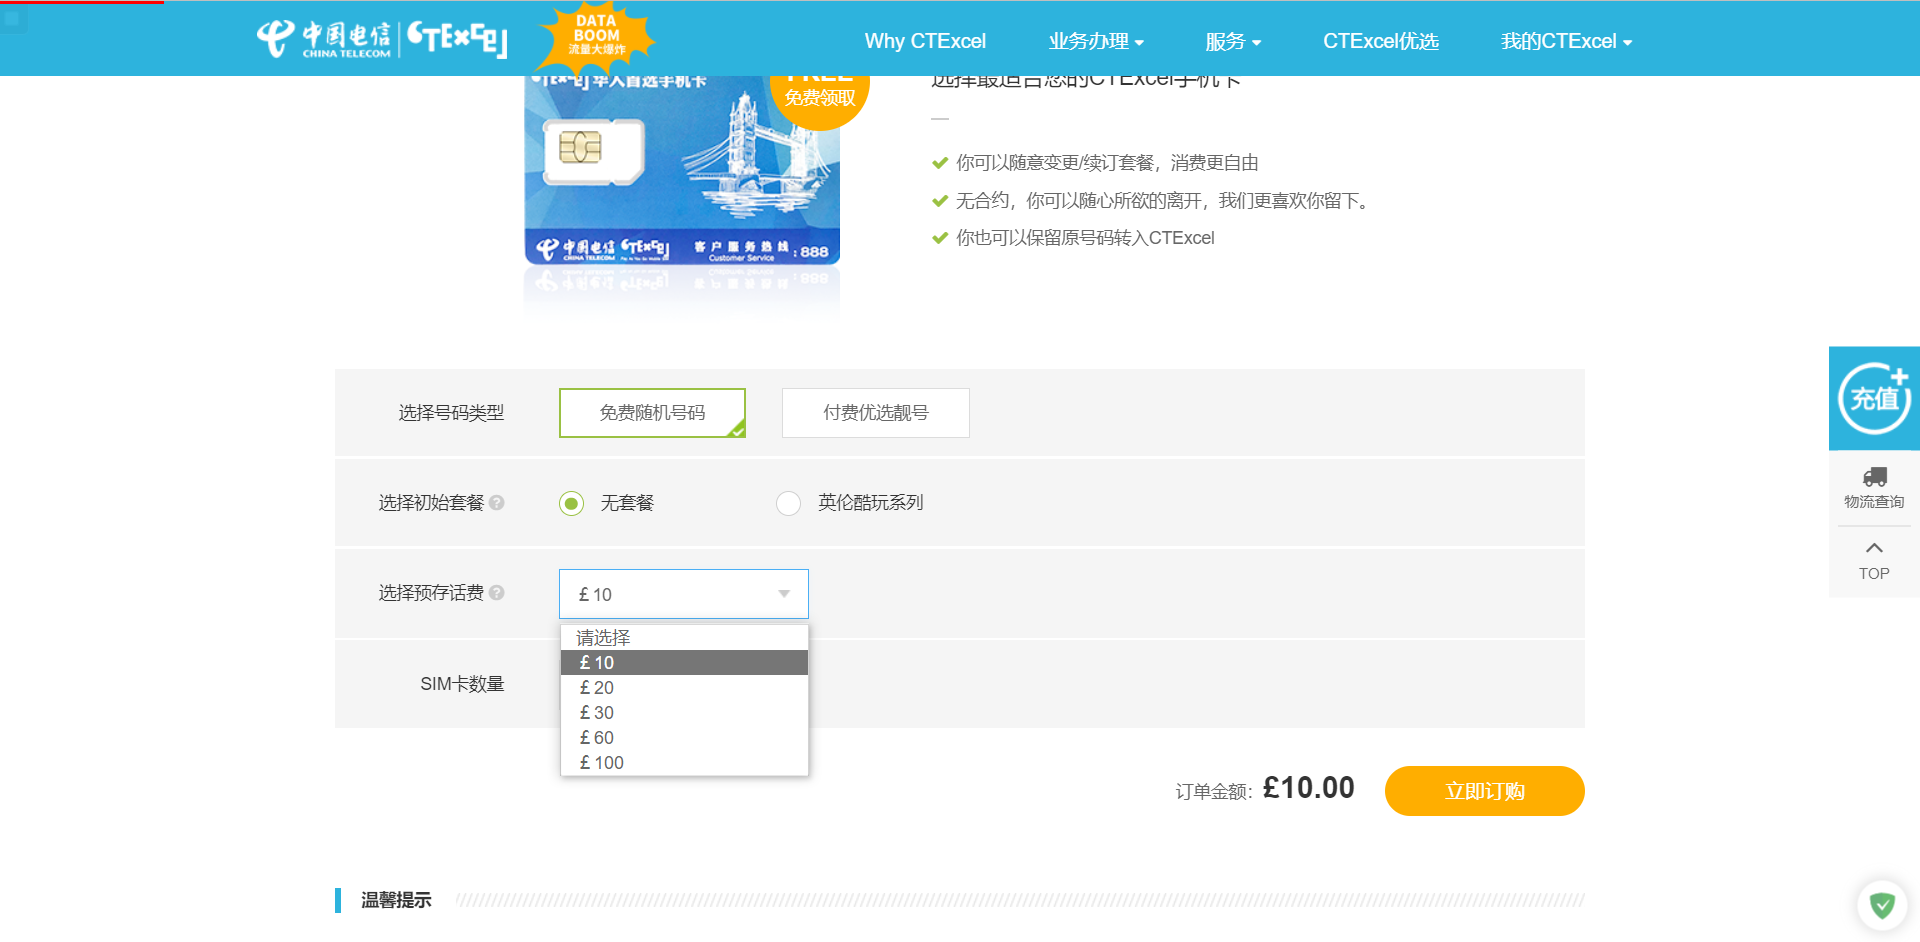 中国电信
CHINA TELECOM
CTExcel
DATA
BOOM
流量大爆炸
Why CTExcel
业务办理
服务
CTExcel优选
我的CTExcel
CTExcel 华人首选手机卡
FREE
免费领取
中国电信
CHINA TELECOM
CTExcel
客户服务热线
Customer Service
:888
选择最适合您的CTExcel手机卡
你可以随意变更/续订套餐，消费更自由
无合约，你可以随心所欲的离开，我们更喜欢你留下。
你也可以保留原号码转入CTExcel
选择号码类型
免费随机号码
付费优选靓号
选择初始套餐 ?
无套餐
英伦酷玩系列
选择预存话费 ?
£10
请选择
£10
£20
£30
£60
£100
SIM卡数量
订单金额：£10.00
立即订购
充值
物流查询
TOP
温馨提示